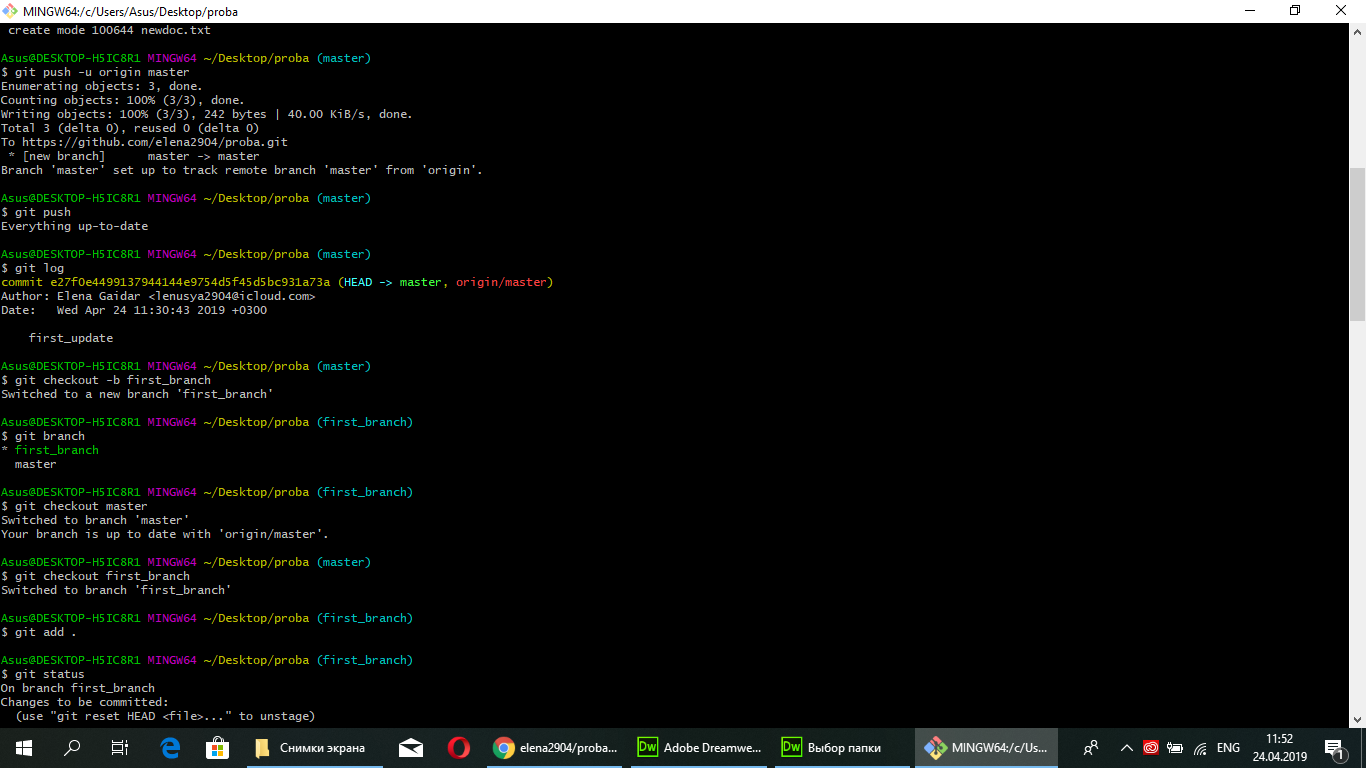 MINGW64:/c/Users/Asus/Desktop/proba
create mode 100644 newdoc.txt
Asus@DESKTOP-H5IC8R1 MINGW64 ~/Desktop/proba (master)
$ git push -u origin master
Enumerating objects: 3, done.
Counting objects: 100% (3/3), done.
Writing objects: 100% (3/3), 242 bytes | 40.00 KiB/s, done.
Total 3 (delta 0), reused 0 (delta 0)
To https://github.com/elena2904/proba.git
* [new branch]      master -> master
Branch 'master' set up to track remote branch 'master' from 'origin'.
Asus@DESKTOP-H5IC8R1 MINGW64 ~/Desktop/proba (master)
$ git push
Everything up-to-date
Asus@DESKTOP-H5IC8R1 MINGW64 ~/Desktop/proba (master)
$ git log
commit e27f0e4499137944144e9754d5f45d5bc931a73a (HEAD -> master, origin/master)
Author: Elena Gaidar <lenusya2904@icloud.com>
Date:   Wed Apr 24 11:30:43 2019 +0300
first_update
Asus@DESKTOP-H5IC8R1 MINGW64 ~/Desktop/proba (master)
$ git checkout -b first_branch
Switched to a new branch 'first_branch'
Asus@DESKTOP-H5IC8R1 MINGW64 ~/Desktop/proba (first_branch)
$ git branch
* first_branch
master
Asus@DESKTOP-H5IC8R1 MINGW64 ~/Desktop/proba (first_branch)
$ git checkout master
Switched to branch 'master'
Your branch is up to date with 'origin/master'.
Asus@DESKTOP-H5IC8R1 MINGW64 ~/Desktop/proba (master)
$ git checkout first_branch
Switched to branch 'first_branch'
Asus@DESKTOP-H5IC8R1 MINGW64 ~/Desktop/proba (first_branch)
$ git add .
Asus@DESKTOP-H5IC8R1 MINGW64 ~/Desktop/proba (first_branch)
$ git status
On branch first_branch
Changes to be committed:
(use "git reset HEAD <file>..." to unstage)
Снимки экрана
elena2904/proba...
Dw Adobe Dreamwe...
Dw Выбор папки
MINGW64:/c/Us...
ENG
11:52
24.04.2019
1